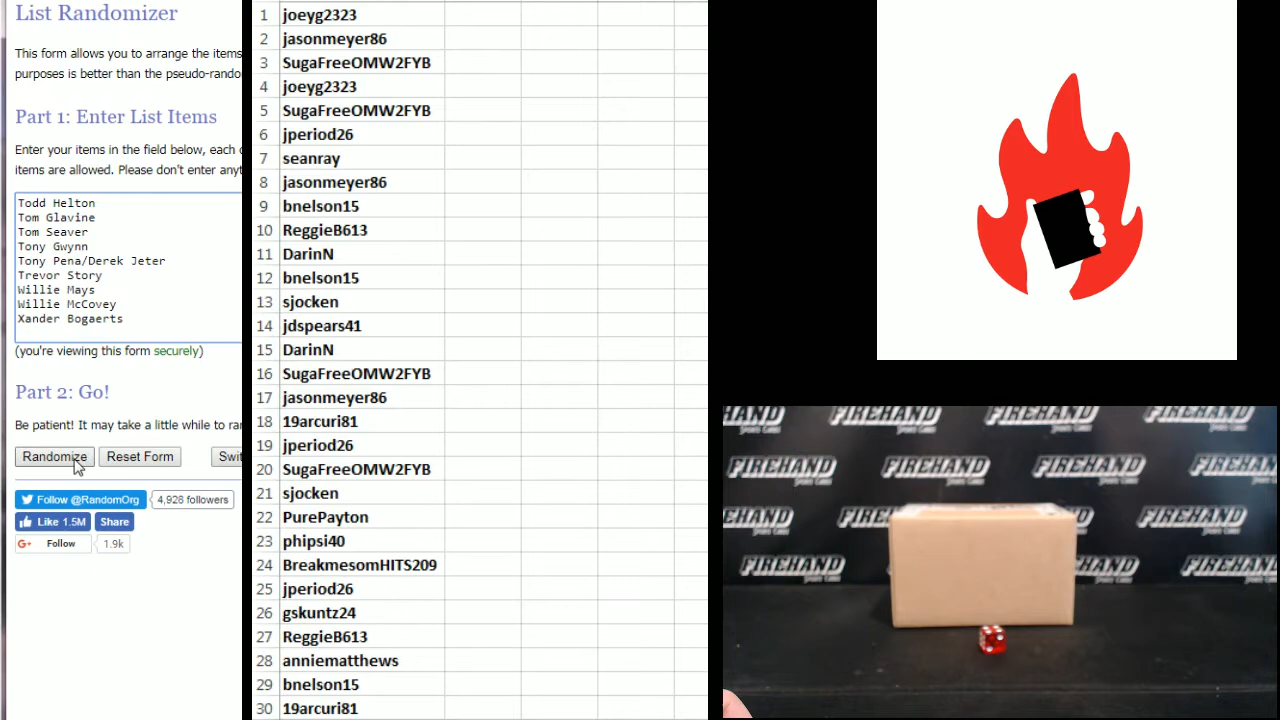 List Randomizer
This form allows you to arrange the items
purposes is better than the pseudo-rando
Part 1: Enter List Items
Enter your items in the field below, each
items are allowed. Please don't enter
Todd Helton
Tom Glavine
Tom Seaver
Tony Gwynn
Tony Pena/Derek Jeter
Trevor Story
Willie Mays
Willie McCovey
Xander Bogaerts
(you're viewing this form securely)
Part 2: Go!
Be patient! It may take a little while to
Randomize Reset Form Swit
Follow @RandomOrg 4,928 followers
Like 1.5M Share
G+ Follow 1.9k
1 joeyg2323
2 jasonmeyer86
3 SugaFreeOMW2FYB
4 joeyg2323
5 SugaFreeOMW2FYB
6 jperiod26
7 seanray
8 jasonmeyer86
9 bnelson15
10 ReggieB613
11 DarinN
12 bnelson15
13 sjocken
14 jdspears41
15 DarinN
16 SugaFreeOMW2FYB
17 jasonmeyer86
18 19arcuri81
19 jperiod26
20 SugaFreeOMW2FYB
21 sjocken
22 PurePayton
23 phipsi40
24 BreakmesomHITS209
25 jperiod26
26 gskuntz24
27 ReggieB613
28 anniematthews
29 bnelson15
30 19arcuri81
FIREHAND FIREHAND FIREHAND
FIREHAND FIREHAND FIREHAND